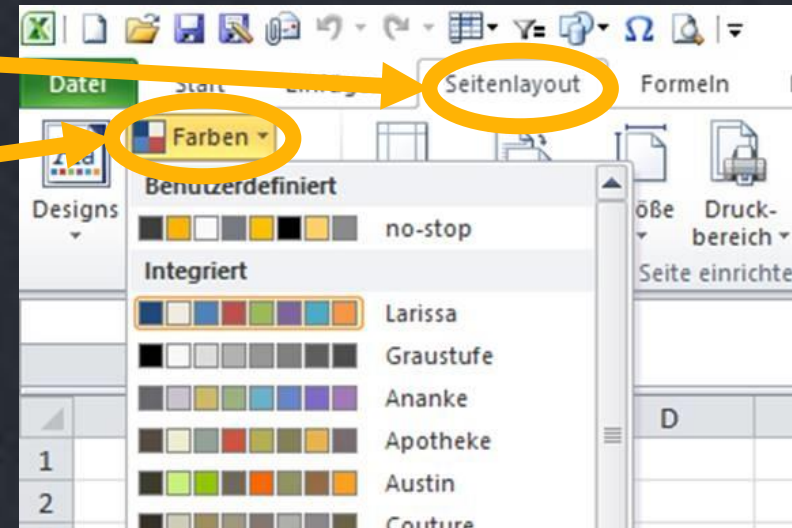 Datei Start Seitenlayout Formeln
Farben
Designs
Benutzerdefiniert
no-stop
Druck-
bereich
Seite einrichte
Integriert
Larissa
Graustufe
Ananke
Apotheke
Austin
Couture
D
1
2